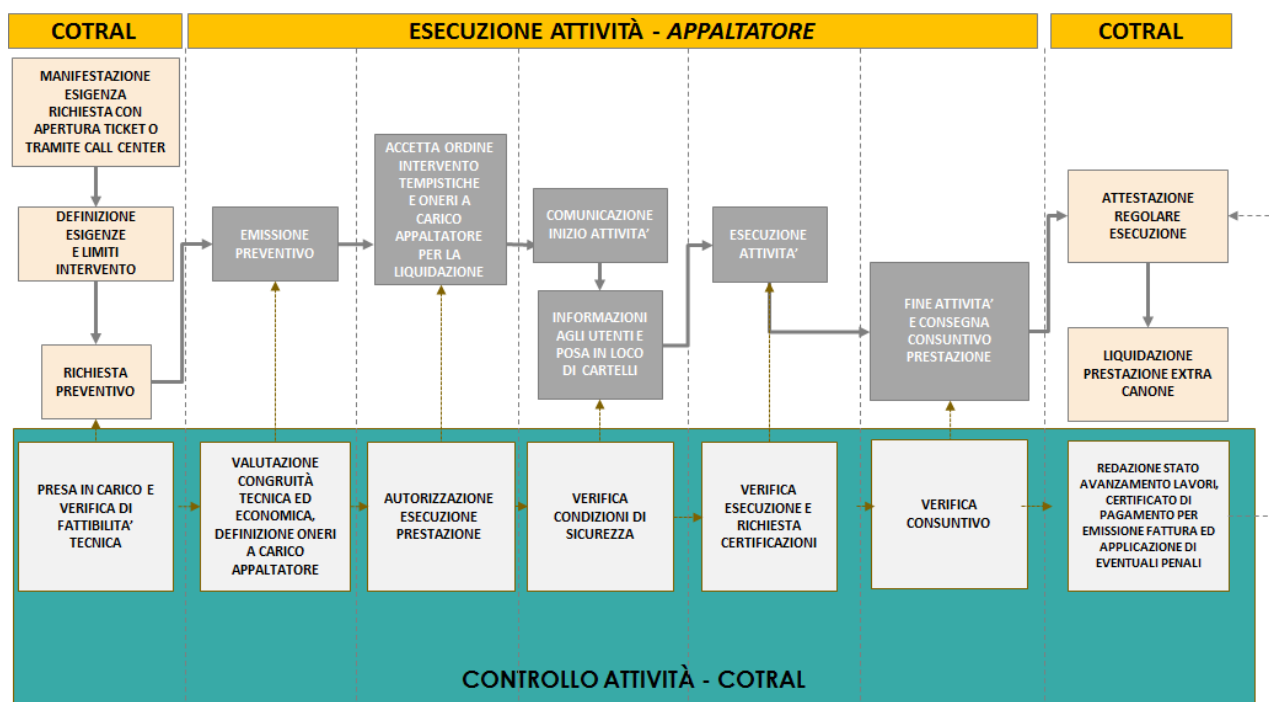 COTRAL
ESECUZIONE ATTIVITÀ - APPALTATORE
COTRAL
MANIFESTAZIONE
ESIGENZA
RICHIESTA CON
APERTURA TICKET O
TRAMITE CALL CENTER
DEFINIZIONE
ESIGENZE
E LIMITI
INTERVENTO
RICHIESTA
PREVENTIVO
EMISSIONE
PREVENTIVO
ACCETTA ORDINE
INTERVENTO
TEMPISTICHE
E ONERI A
CARICO
APPALTATORE
PER LA
LIQUIDAZIONE
COMUNICAZIONE
INIZIO ATTIVITA'
INFORMAZIONI
AGLI UTENTI E
POSA IN LOCO
DI CARTELLI
ESECUZIONE
ATTIVITA'
FINE ATTIVITA'
E CONSEGNA
CONSUNTIVO
PRESTAZIONE
ATTESTAZIONE
REGOLARE
ESECUZIONE
LIQUIDAZIONE
PRESTAZIONE EXTRA
CANONE
PRESA IN CARICO E
VERIFICA DI
FATTIBILITA'
TECNICA
VALUTAZIONE
CONGRUITÀ
TECNICA ED
ECONOMICA,
DEFINIZIONE ONERI
A CARICO
APPALTATORE
AUTORIZZAZIONE
ESECUZIONE
PRESTAZIONE
VERIFICA
CONDIZIONI DI
SICUREZZA
VERIFICA
ESECUZIONE E
RICHIESTA
CERTIFICAZIONI
VERIFICA
CONSUNTIVO
REDAZIONE STATO
AVANZAMENTO LAVORI,
CERTIFICATO DI
PAGAMENTO PER
EMISSIONE FATTURA ED
APPLICAZIONE DI
EVENTUALI PENALI
CONTROLLO ATTIVITÀ - COTRAL